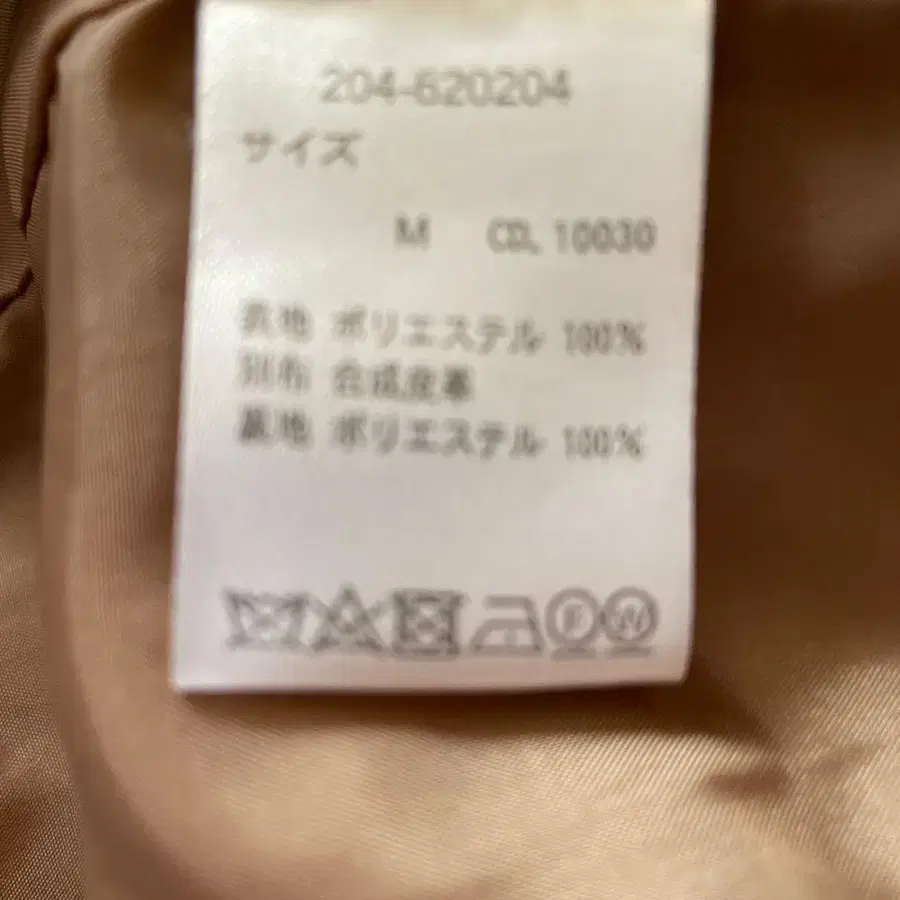 204-620204
サイズ
M CD. 10030
表地 ポリエステル 100%
別布 合成皮革
裏地 ポリエステル 100%
F W